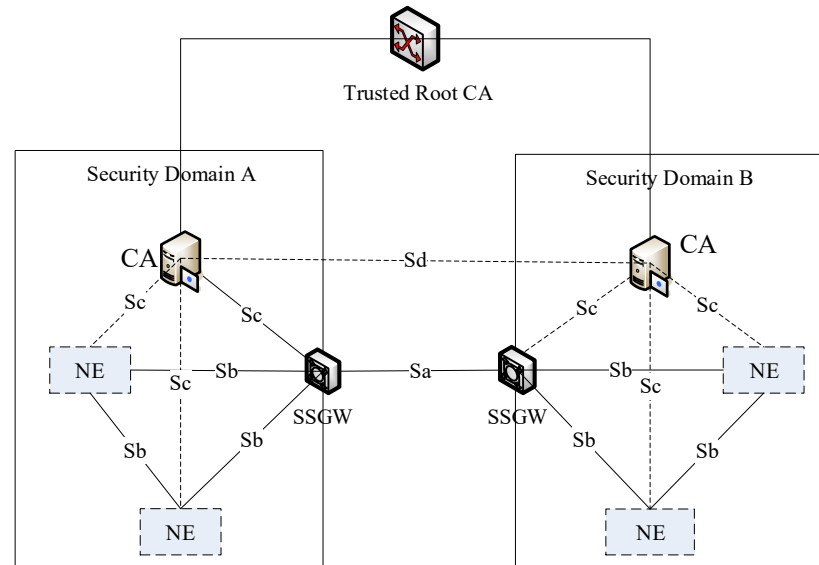 Trusted Root CA
Security Domain A
Security Domain B
CA
CA
Sd
Sc
Sc
Sc
Sc
NE
Sb
Sc
Sa
Sb
Sc
NE
SSGW
SSGW
Sb
Sb
Sb
Sb
NE
NE